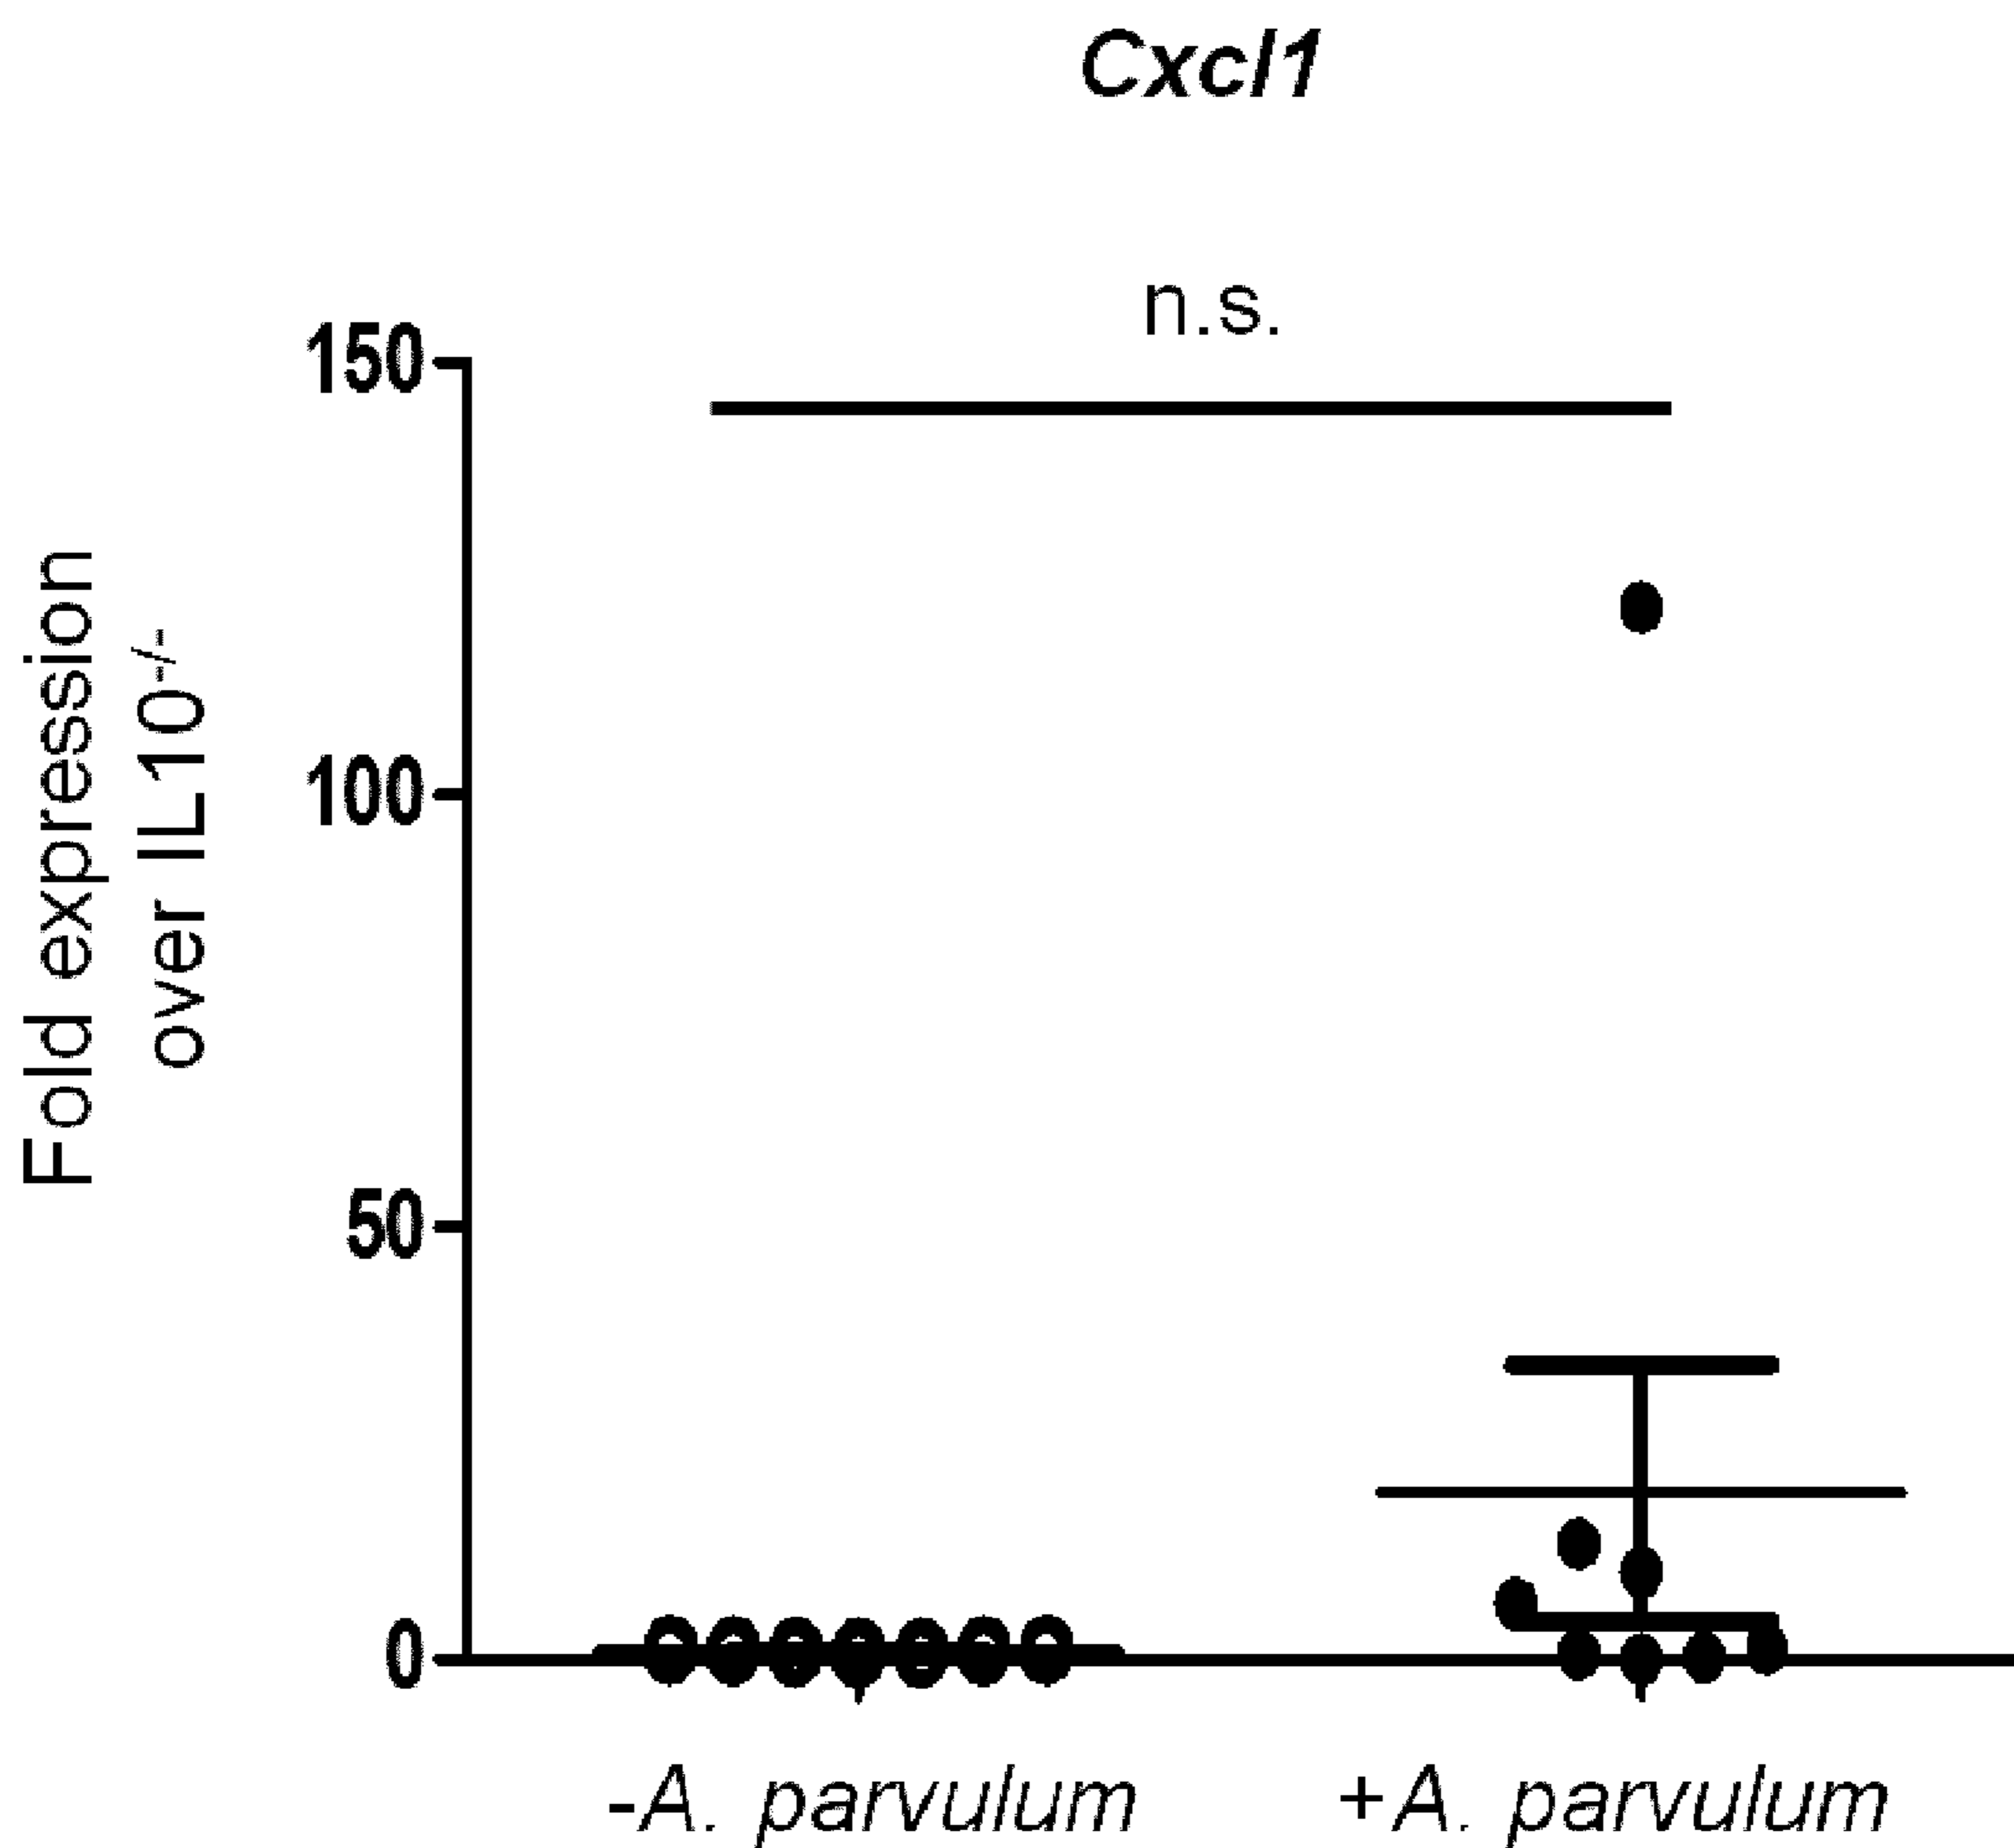 Cxcl1
n.s.
150
100
50
0
Fold expression
over IL10-/-
-A. parvulum
+A. parvulum